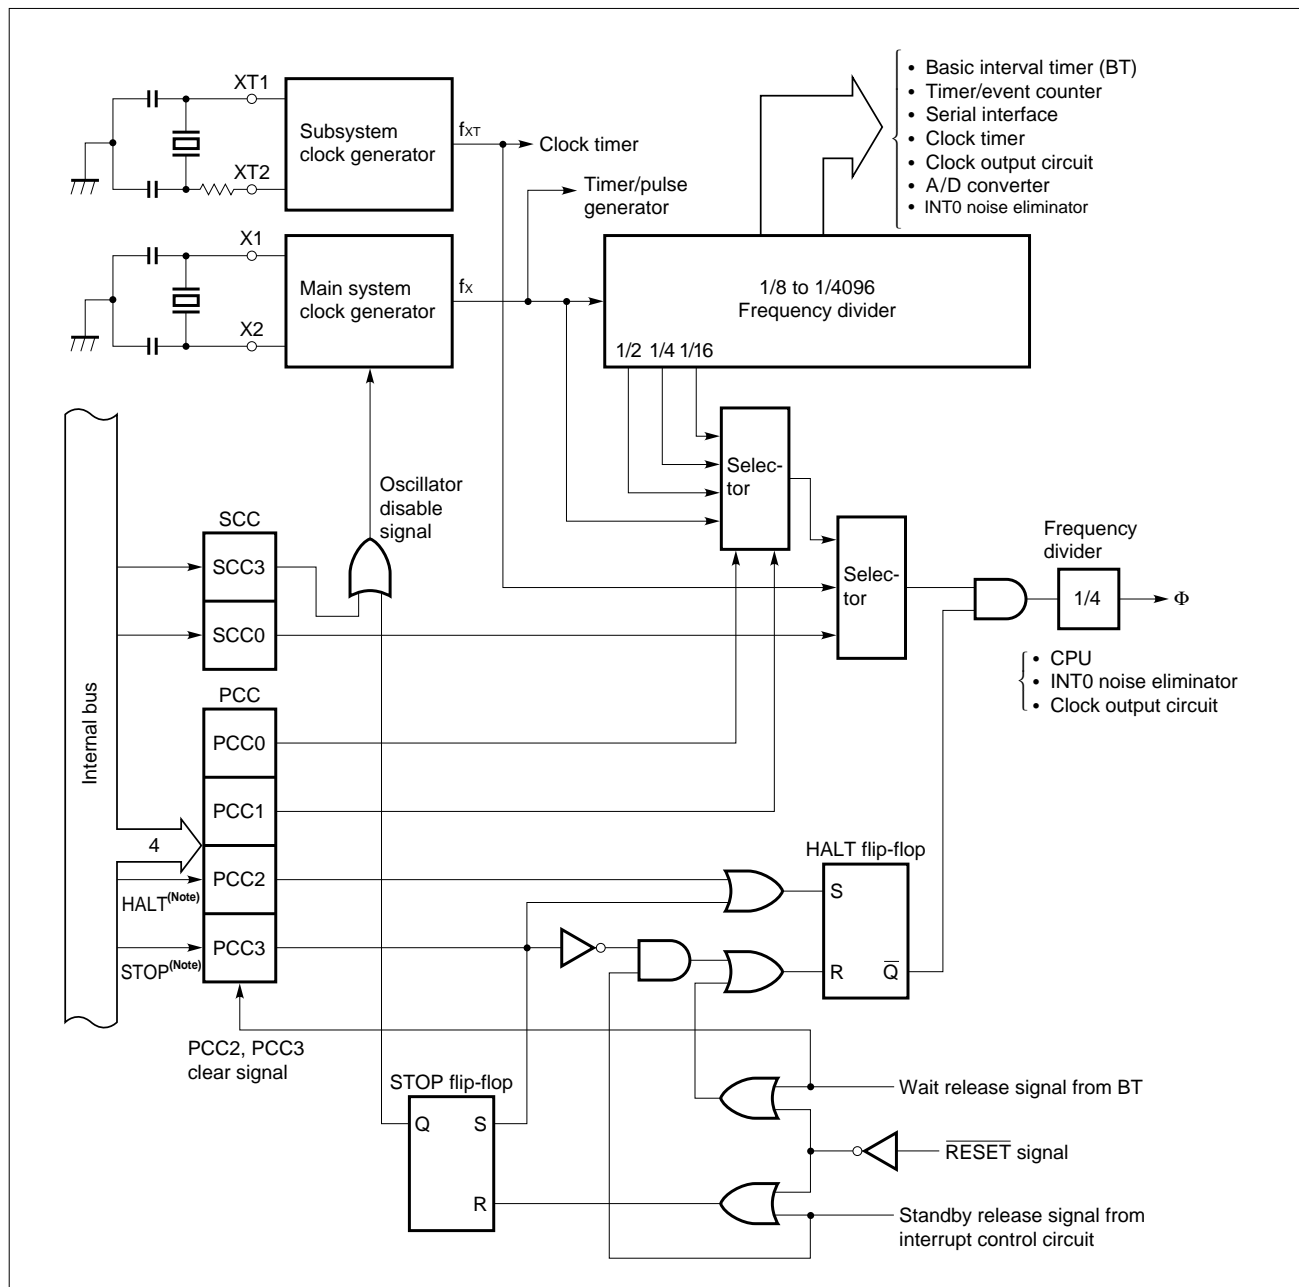 • Basic interval timer (BT)
• Timer/event counter
• Serial interface
• Clock timer
• Clock output circuit
• A/D converter
• INT0 noise eliminator
XT1
XT2
Subsystem
clock generator
fXT
Clock timer
Timer/pulse
generator
X1
X2
Main system
clock generator
fX
1/8 to 1/4096
Frequency divider
1/2 1/4 1/16
Selec-
tor
Oscillator
disable
signal
SCC
SCC3
SCC0
Selec-
tor
Frequency
divider
1/4
Φ
• CPU
• INT0 noise eliminator
• Clock output circuit
Internal bus
PCC
PCC0
PCC1
4
PCC2
HALT(Note)
PCC3
STOP(Note)
HALT flip-flop
S
R
Q̅
PCC2, PCC3
clear signal
STOP flip-flop
Q
S
R
Wait release signal from BT
R̅E̅S̅E̅T̅ signal
Standby release signal from
interrupt control circuit